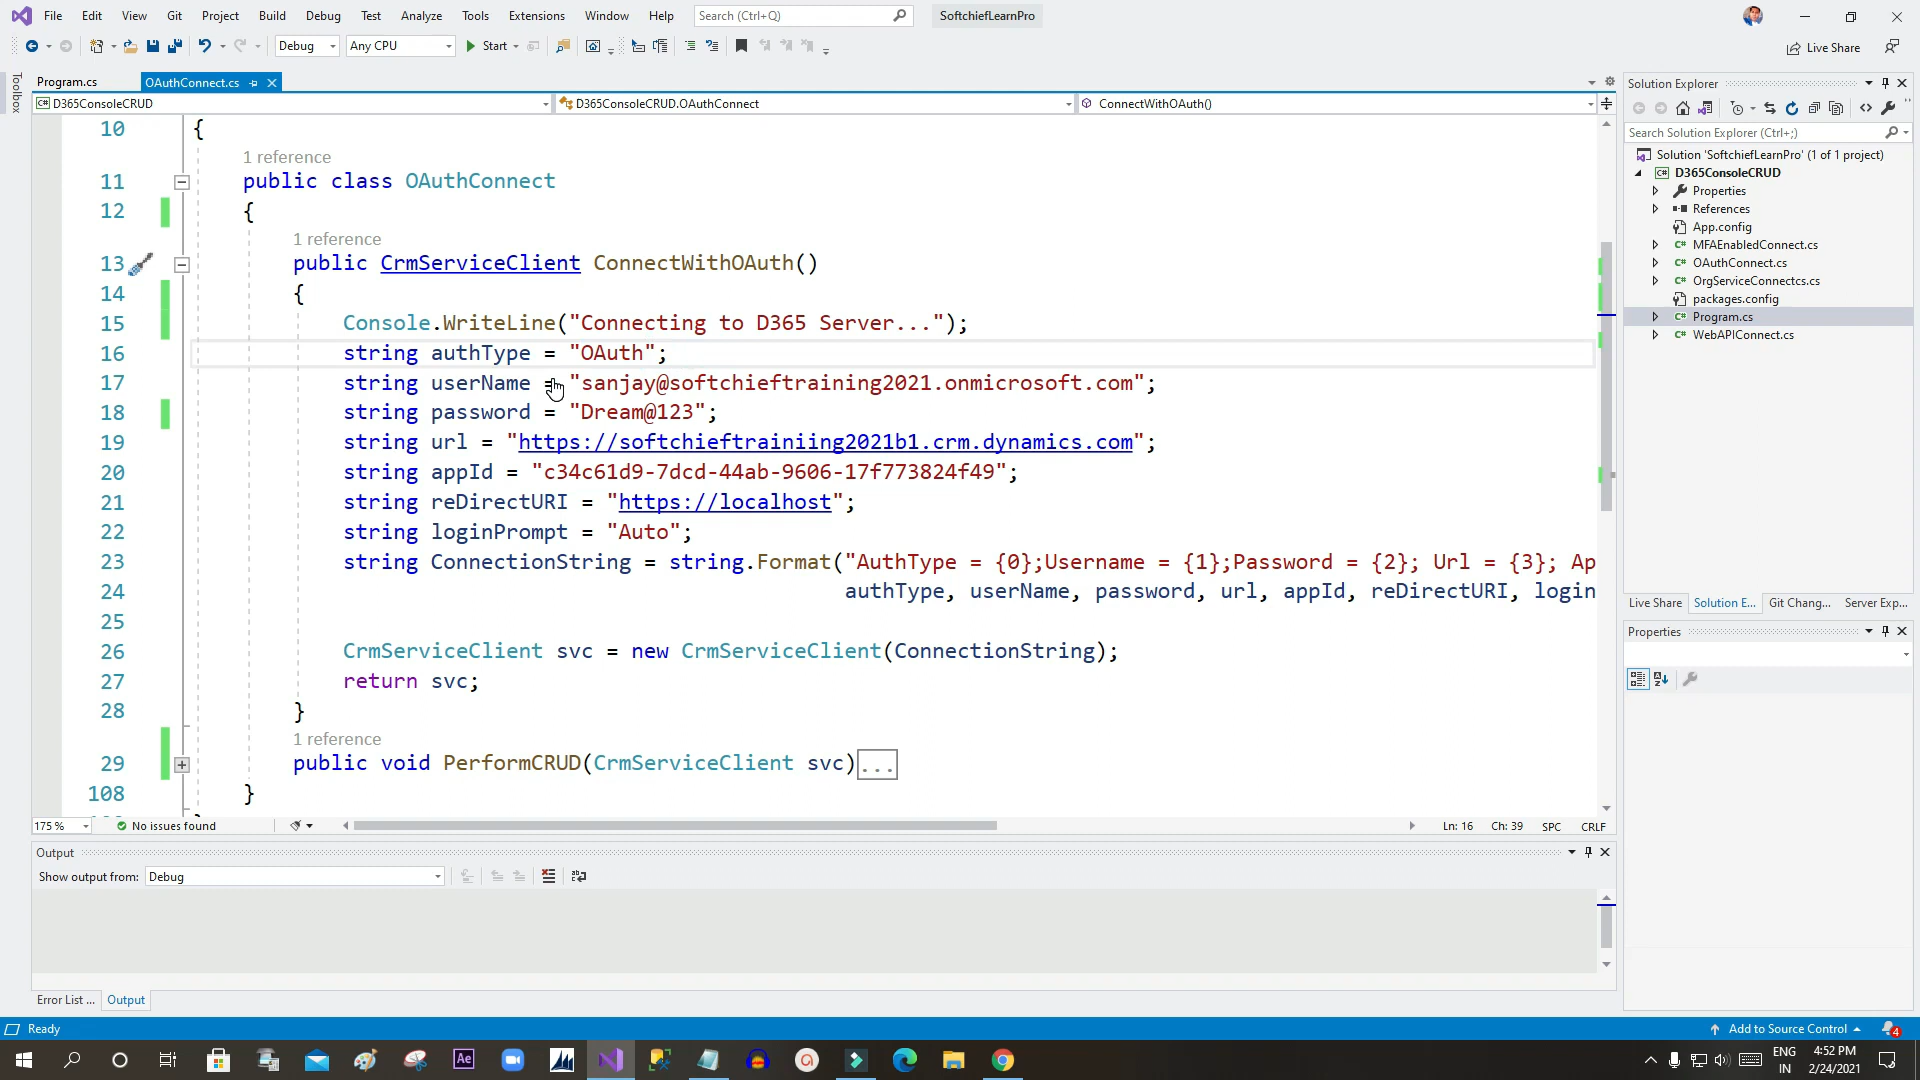 File Edit View Git Project Build Debug Test Analyze Tools Extensions Window Help Search (Ctrl+Q) SoftchiefLearnPro
Debug Any CPU Start Live Share
Toolbox
Program.cs OAuthConnect.cs
D365ConsoleCRUD D365ConsoleCRUD.OAuthConnect ConnectWithOAuth()
10 {
1 reference
11 public class OAuthConnect
12 {
1 reference
13 public CrmServiceClient ConnectWithOAuth()
14 {
15 Console.WriteLine("Connecting to D365 Server...");
16 string authType = "OAuth";
17 string userName = "sanjay@softchieftraining2021.onmicrosoft.com";
18 string password = "Dream@123";
19 string url = "https://softchieftrainiing2021b1.crm.dynamics.com";
20 string appId = "c34c61d9-7dcd-44ab-9606-17f773824f49";
21 string reDirectURI = "https://localhost";
22 string loginPrompt = "Auto";
23 string ConnectionString = string.Format("AuthType = {0};Username = {1};Password = {2}; Url = {3}; Ap
24 authType, userName, password, url, appId, reDirectURI, login
25
26 CrmServiceClient svc = new CrmServiceClient(ConnectionString);
27 return svc;
28 }
1 reference
29 public void PerformCRUD(CrmServiceClient svc)...
108 }
175 % No issues found Ln: 16 Ch: 39 SPC CRLF
Output
Show output from: Debug
Error List ... Output
Solution Explorer
Search Solution Explorer (Ctrl+;)
Solution 'SoftchiefLearnPro' (1 of 1 project)
D365ConsoleCRUD
Properties
References
App.config
MFAEnabledConnect.cs
OAuthConnect.cs
OrgServiceConnectcs.cs
packages.config
Program.cs
WebAPIConnect.cs
Live Share Solution E... Git Chang... Server Exp...
Properties
Ready Add to Source Control 4
Ae ENG IN 4:52 PM 2/24/2021